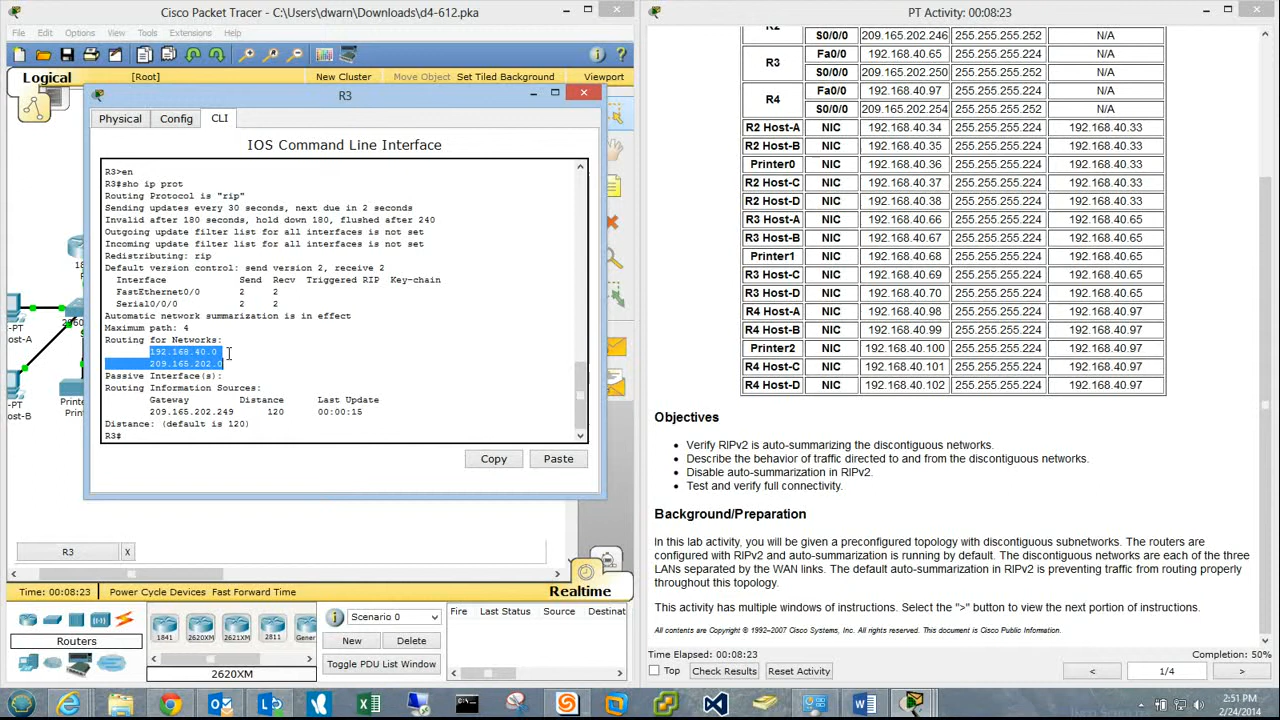 Cisco Packet Tracer - C:\Users\dwarn\Downloads\d4-612.pka
File Edit Options View Tools Extensions Help
Logical [Root] New Cluster Move Object Set Tiled Background Viewport
R3
Physical Config CLI
IOS Command Line Interface
R3>en
R3#sho ip prot
Routing Protocol is "rip"
Sending updates every 30 seconds, next due in 2 seconds
Invalid after 180 seconds, hold down 180, flushed after 240
Outgoing update filter list for all interfaces is not set
Incoming update filter list for all interfaces is not set
Redistributing: rip
Default version control: send version 2, receive 2
Interface Send Recv Triggered RIP Key-chain
FastEthernet0/0 2 2
Serial0/0/0 2 2
Automatic network summarization is in effect
Maximum path: 4
Routing for Networks:
192.168.40.0
209.165.202.0
Passive Interface(s):
Routing Information Sources:
Gateway Distance Last Update
209.165.202.249 120 00:00:15
Distance: (default is 120)
R3#
Copy Paste
-PT
ost-A
-PT
ost-B
R3 X
Time: 00:08:23 Power Cycle Devices Fast Forward Time Realtime
Routers
1841 2620XM 2621XM 2811 Gener
2620XM
Scenario 0
New Delete
Toggle PDU List Window
Fire Last Status Source Destinat
PT Activity: 00:08:23
R2 S0/0/0 209.165.202.246 255.255.255.252 N/A
R3 Fa0/0 192.168.40.65 255.255.255.224 N/A
S0/0/0 209.165.202.250 255.255.255.252 N/A
R4 Fa0/0 192.168.40.97 255.255.255.224 N/A
S0/0/0 209.165.202.254 255.255.255.252 N/A
R2 Host-A NIC 192.168.40.34 255.255.255.224 192.168.40.33
R2 Host-B NIC 192.168.40.35 255.255.255.224 192.168.40.33
Printer0 NIC 192.168.40.36 255.255.255.224 192.168.40.33
R2 Host-C NIC 192.168.40.37 255.255.255.224 192.168.40.33
R2 Host-D NIC 192.168.40.38 255.255.255.224 192.168.40.33
R3 Host-A NIC 192.168.40.66 255.255.255.224 192.168.40.65
R3 Host-B NIC 192.168.40.67 255.255.255.224 192.168.40.65
Printer1 NIC 192.168.40.68 255.255.255.224 192.168.40.65
R3 Host-C NIC 192.168.40.69 255.255.255.224 192.168.40.65
R3 Host-D NIC 192.168.40.70 255.255.255.224 192.168.40.65
R4 Host-A NIC 192.168.40.98 255.255.255.224 192.168.40.97
R4 Host-B NIC 192.168.40.99 255.255.255.224 192.168.40.97
Printer2 NIC 192.168.40.100 255.255.255.224 192.168.40.97
R4 Host-C NIC 192.168.40.101 255.255.255.224 192.168.40.97
R4 Host-D NIC 192.168.40.102 255.255.255.224 192.168.40.97
Objectives
• Verify RIPv2 is auto-summarizing the discontiguous networks.
• Describe the behavior of traffic directed to and from the discontiguous networks.
• Disable auto-summarization in RIPv2.
• Test and verify full connectivity.
Background/Preparation
In this lab activity, you will be given a preconfigured topology with discontiguous subnetworks. The routers are
configured with RIPv2 and auto-summarization is running by default. The discontiguous networks are each of the three
LANs separated by the WAN links. The default auto-summarization in RIPv2 is preventing traffic from routing properly
throughout this topology.
This activity has multiple windows of instructions. Select the ">" button to view the next portion of instructions.
All contents are Copyright © 1992–2007 Cisco Systems, Inc. All rights reserved. This document is Cisco Public Information.
Time Elapsed: 00:08:23 Completion: 50%
Top Check Results Reset Activity < 1/4 >
2:51 PM
2/24/2014